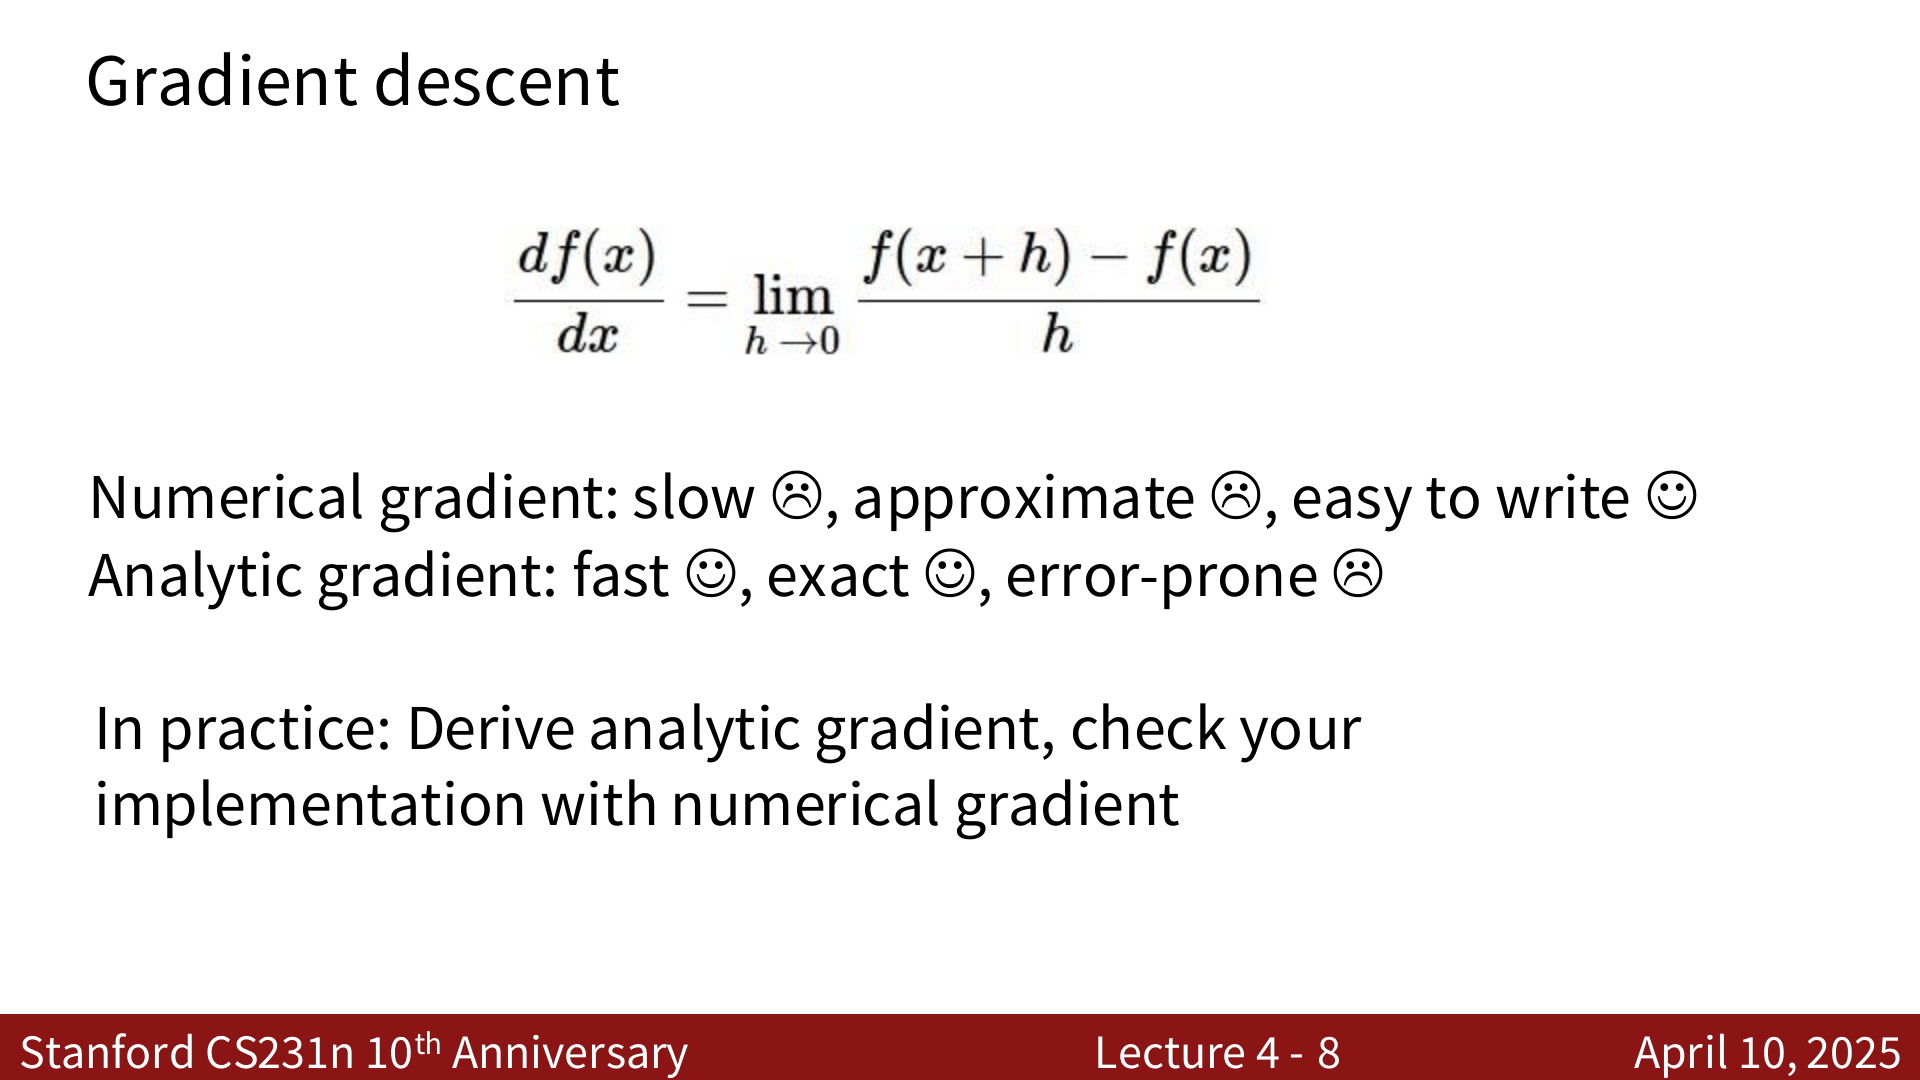 Gradient descent
df(x)/dx = lim h→0 f(x + h) − f(x) / h
Numerical gradient: slow ☹, approximate ☹, easy to write ☺
Analytic gradient: fast ☺, exact ☺, error-prone ☹
In practice: Derive analytic gradient, check your
implementation with numerical gradient
Stanford CS231n 10th Anniversary Lecture 4 - 8 April 10, 2025